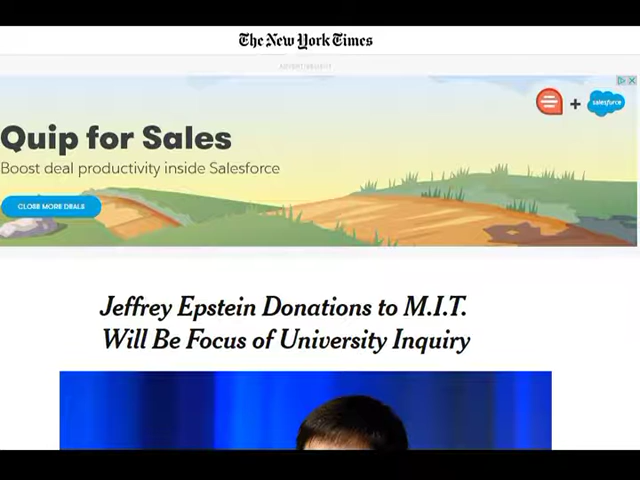 The New York Times
ADVERTISEMENT
salesforce
Quip for Sales
Boost deal productivity inside Salesforce
CLOSE MORE DEALS
Jeffrey Epstein Donations to M.I.T.
Will Be Focus of University Inquiry